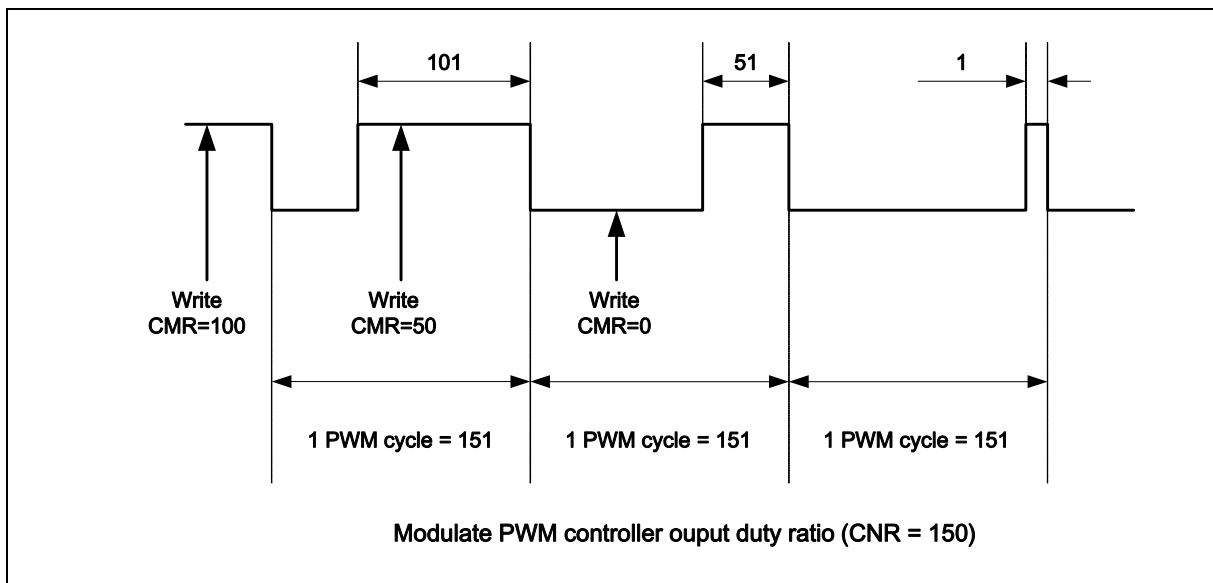 101
51
1
Write
CMR=100
Write
CMR=50
Write
CMR=0
1 PWM cycle = 151
1 PWM cycle = 151
1 PWM cycle = 151
Modulate PWM controller ouput duty ratio (CNR = 150)